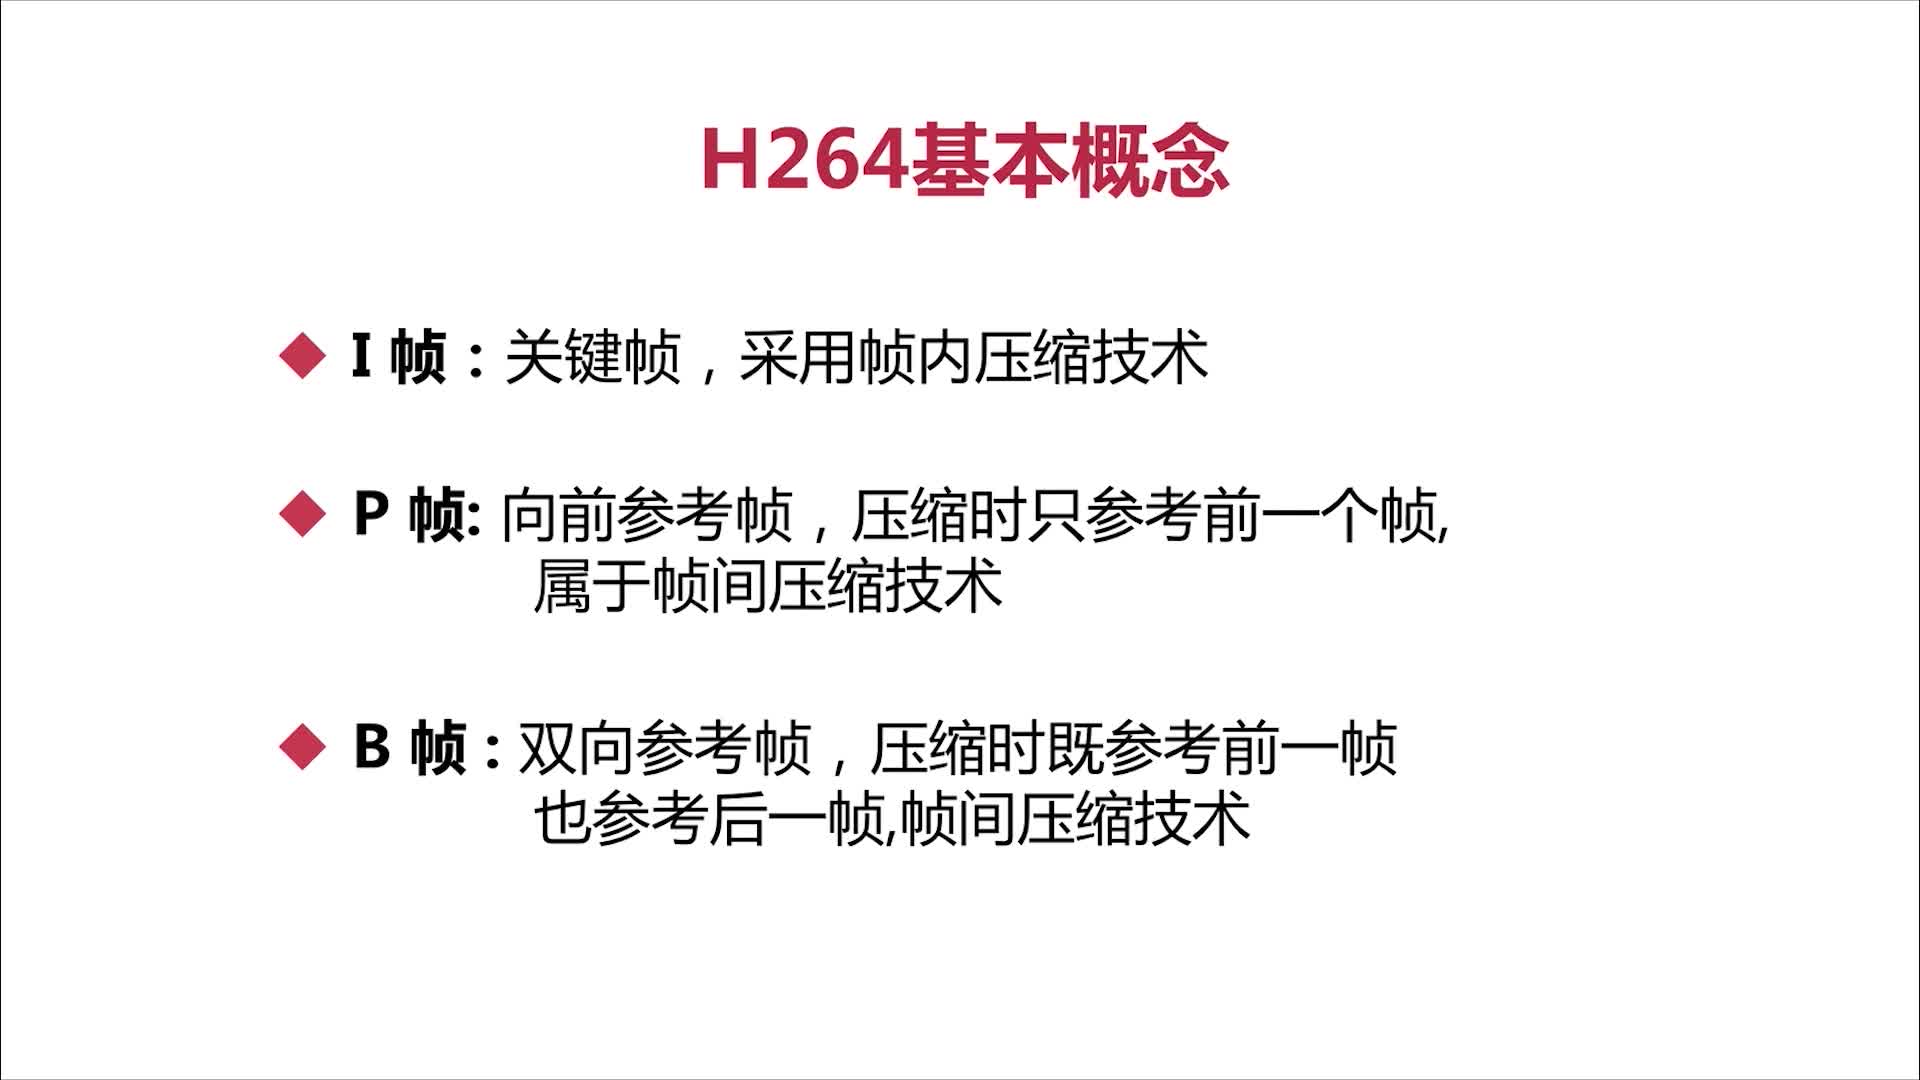 H264基本概念
◆ I 帧：关键帧，采用帧内压缩技术
◆ P 帧: 向前参考帧，压缩时只参考前一个帧,
属于帧间压缩技术
◆ B 帧：双向参考帧，压缩时既参考前一帧
也参考后一帧,帧间压缩技术